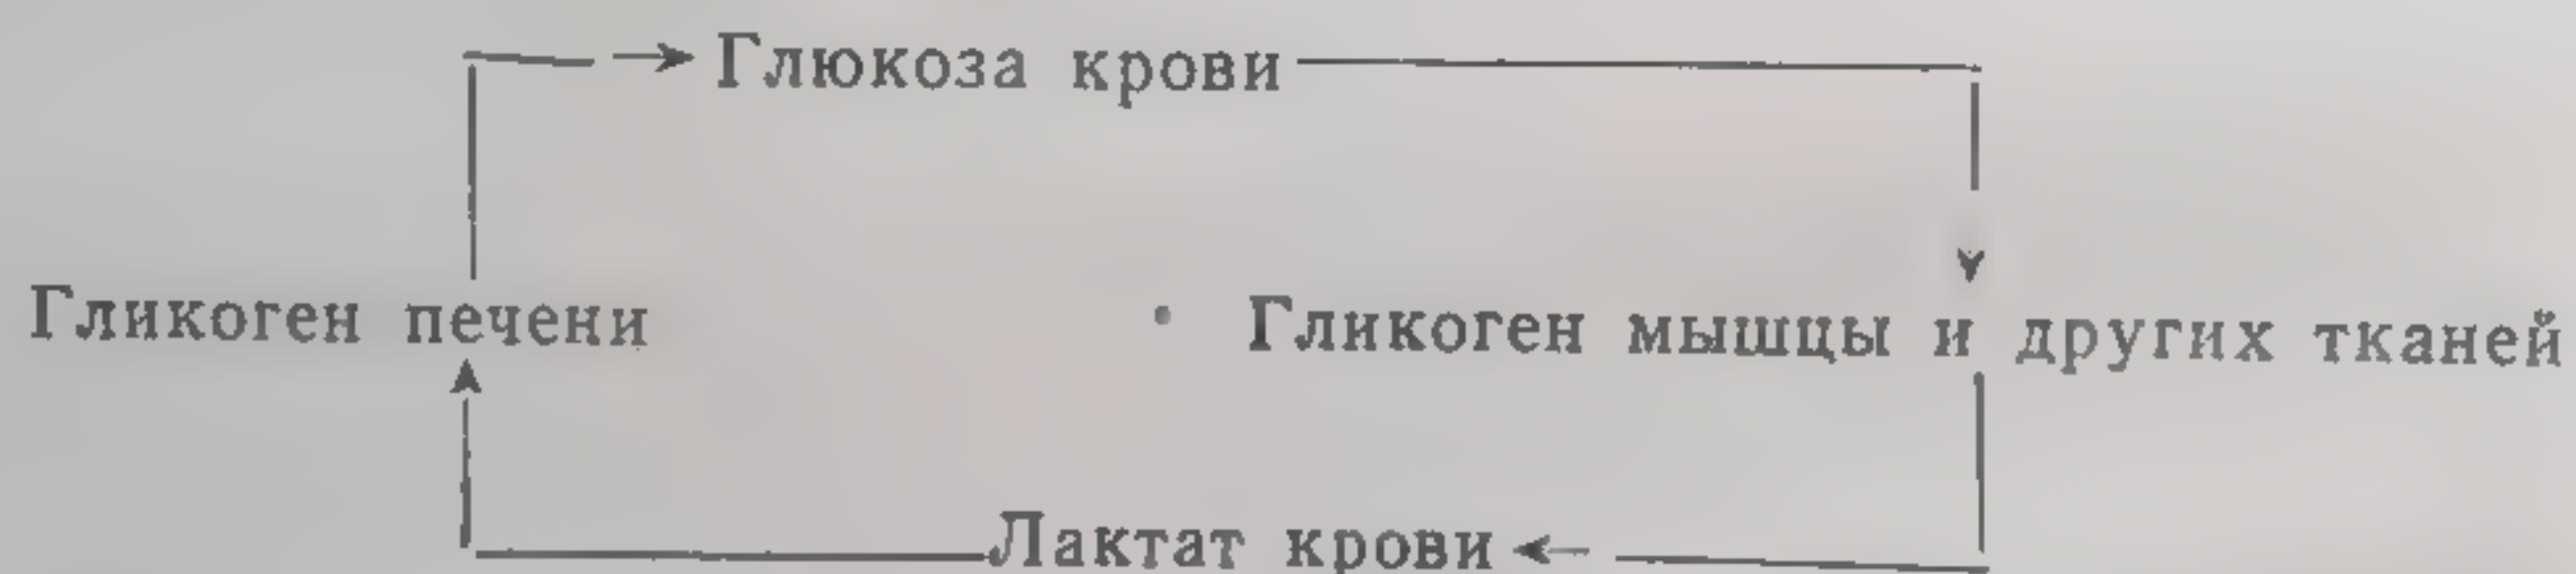 Глюкоза крови
Гликоген печени
Гликоген мышцы и других тканей
Лактат крови